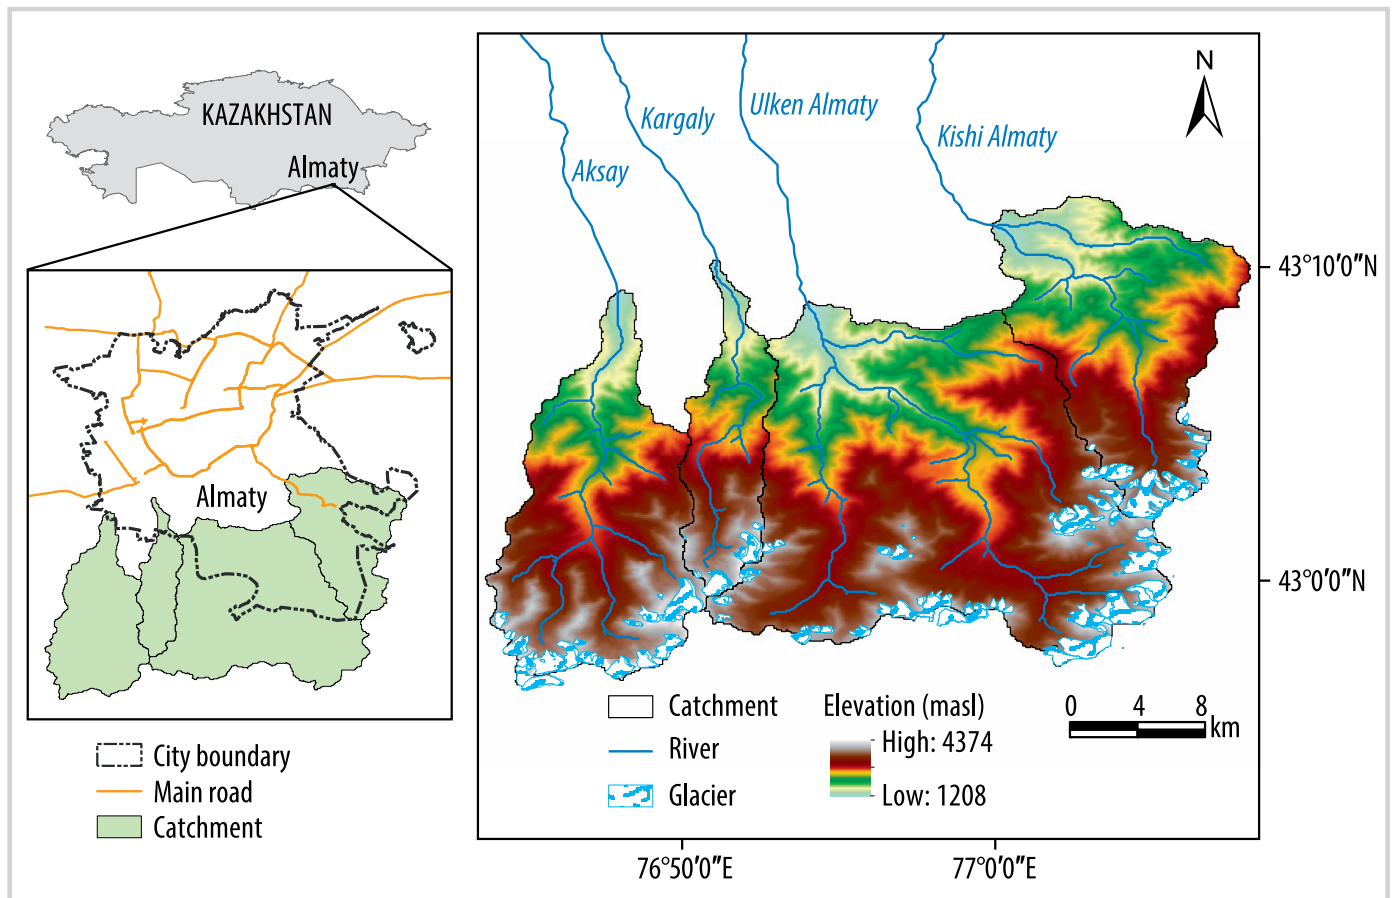 KAZAKHSTAN
Almaty
Almaty
City boundary
Main road
Catchment
Aksay
Kargaly
Ulken Almaty
Kishi Almaty
N
43°10′0″N
43°0′0″N
Catchment
River
Glacier
Elevation (masl)
High: 4374
Low: 1208
0 4 8
km
76°50′0″E
77°0′0″E